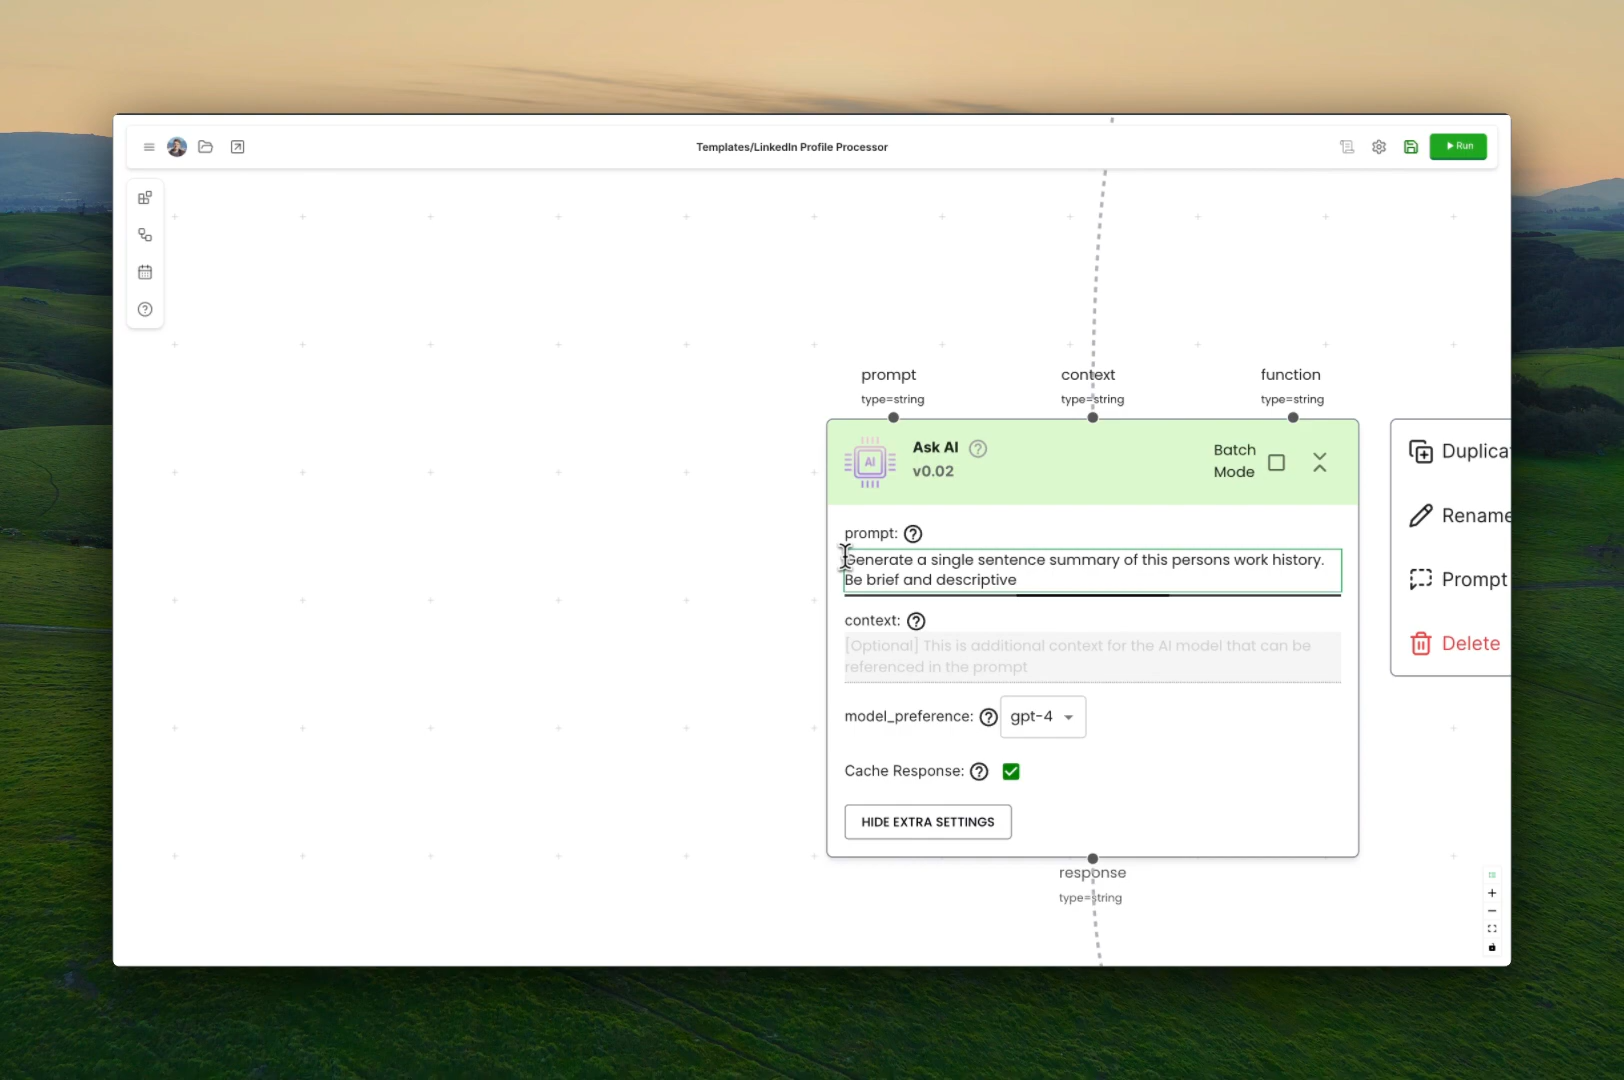 Templates/LinkedIn Profile Processor
Run
prompt
type=string
context
type=string
function
type=string
AI
Ask AI
v0.02
Batch
Mode
prompt:
Generate a single sentence summary of this persons work history.
Be brief and descriptive
context:
[Optional] This is additional context for the AI model that can be
referenced in the prompt
model_preference:
gpt-4
Cache Response:
HIDE EXTRA SETTINGS
response
type=string
Duplica
Rename
Prompt
Delete